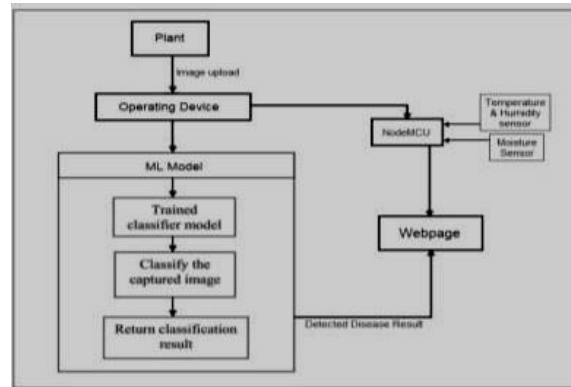 Plant
Image upload
Operating Device
Temperature
& Humidity
sensor
NodeMCU
Moisture
Sensor
ML Model
Trained
classifier model
Webpage
Classify the
captured image
Detected Disease Result
Return classification
result